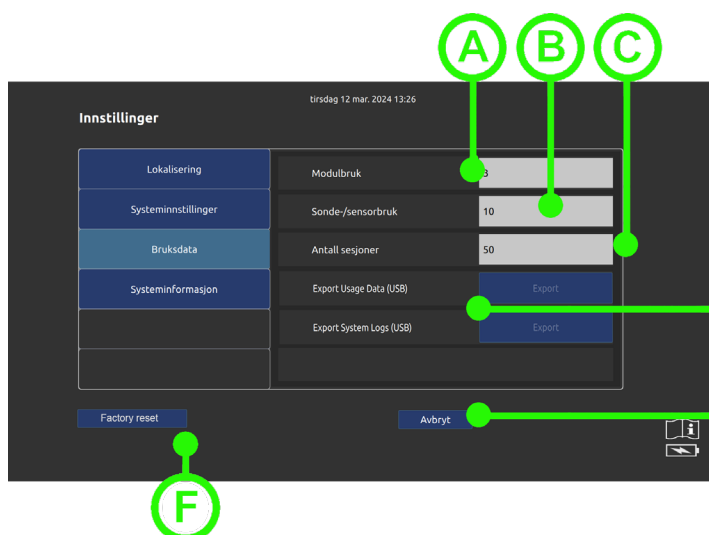 A B C
tirsdag 12 mar. 2024 13:26
Innstillinger
Lokalisering
Modulbruk
Systeminnstillinger
Sonde-/sensorbruk 10
Bruksdata
Antall sesjoner 50
Systeminformasjon
Export Usage Data (USB) Export
Export System Logs (USB) Export
Factory reset
Avbryt
i
F